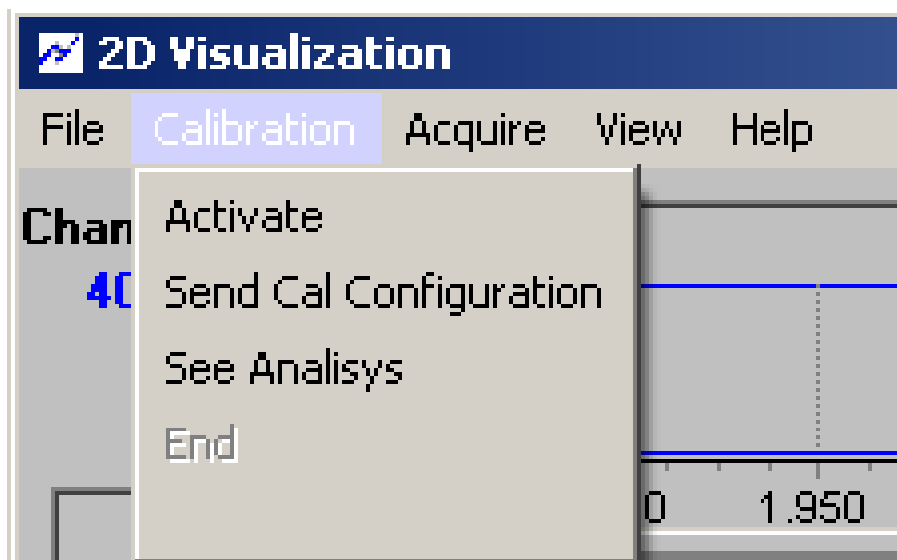 2D Visualization
File Calibration Acquire View Help
Activate
Send Cal Configuration
See Analisys
End
Chan
40
0 1.950